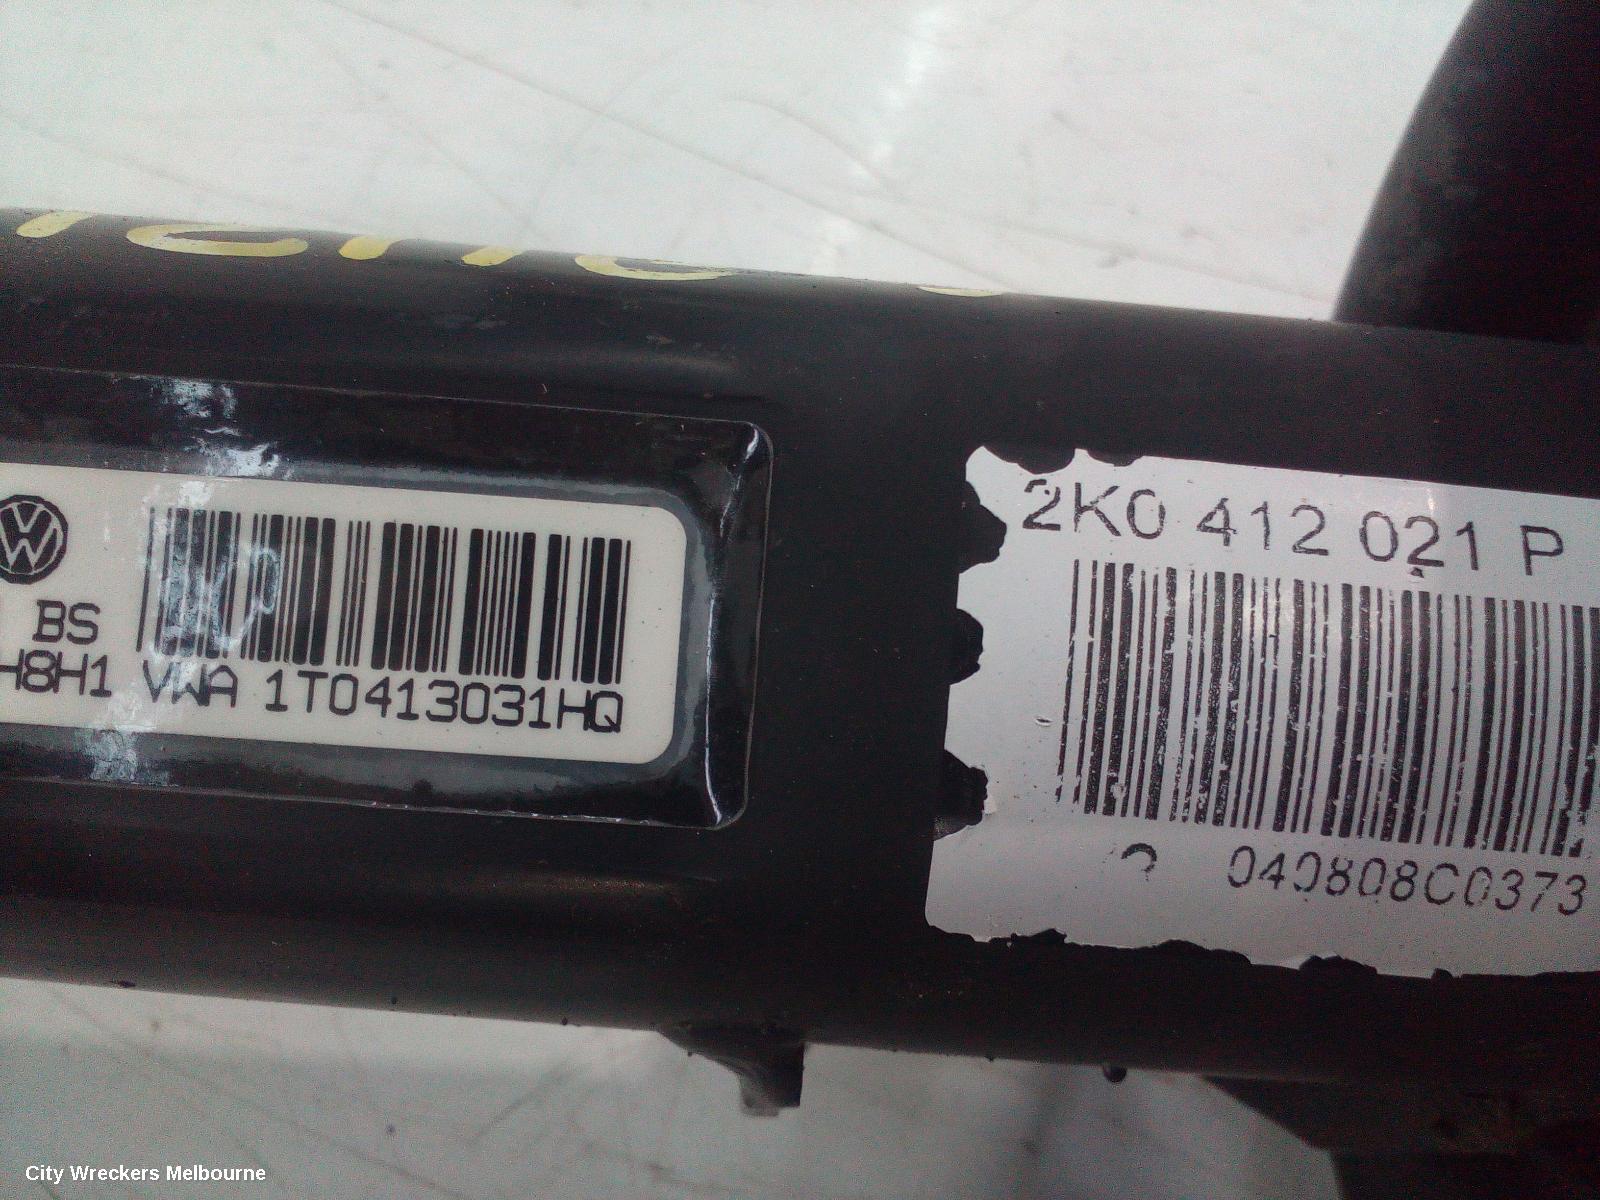 BS
H8H1 VWA 1T0413031HQ
2K0 412 021 P
040808C0373
City Wreckers Melbourne